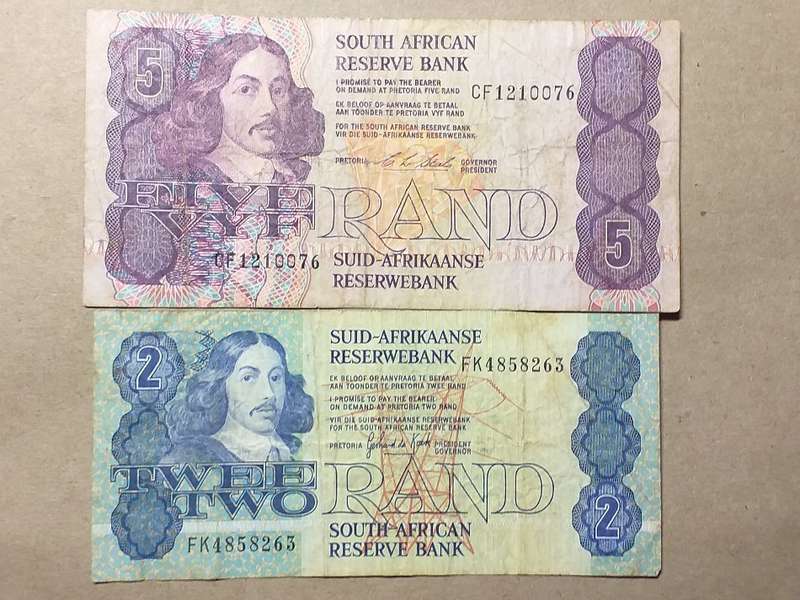 5
SOUTH AFRICAN
RESERVE BANK
I PROMISE TO PAY THE BEARER
ON DEMAND AT PRETORIA FIVE RAND
CF1210076
EK BELOOF OP AANVRAAG TE BETAAL
AAN TOONDER TE PRETORIA VYF RAND
FOR THE SOUTH AFRICAN RESERVE BANK
VIR DIE SUID-AFRIKAANSE RESERWEBANK
PRETORIA
GOVERNOR
PRESIDENT
FIVE
VYF RAND
5
CF1210076
SUID-AFRIKAANSE
RESERWEBANK
2
SUID-AFRIKAANSE
RESERWEBANK
FK4858263
EK BELOOF OP AANVRAAG TE BETAAL
AAN TOONDER TE PRETORIA TWEE RAND
I PROMISE TO PAY THE BEARER
ON DEMAND AT PRETORIA TWO RAND
VIR DIE SUID-AFRIKAANSE RESERWEBANK
FOR THE SOUTH AFRICAN RESERVE BANK
PRETORIA
PRESIDENT
GOVERNOR
TWEE
TWO RAND
2
FK4858263
SOUTH AFRICAN
RESERVE BANK